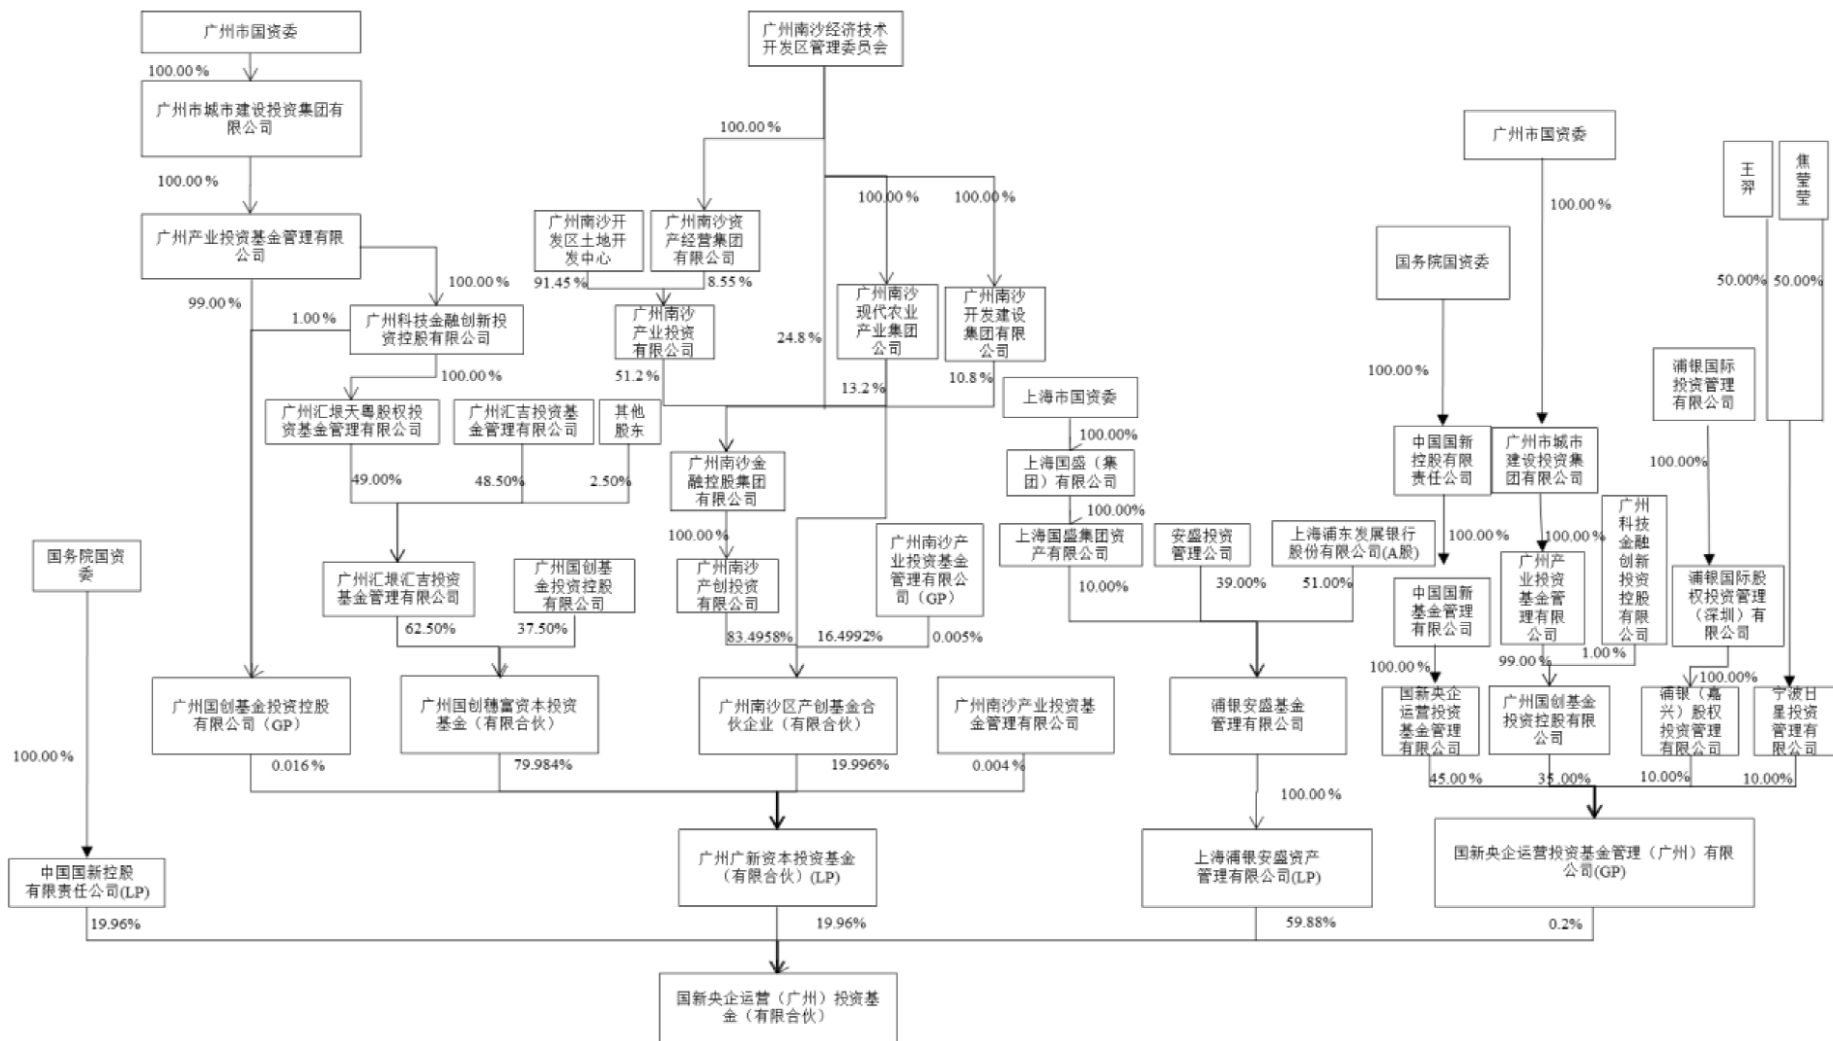 广州市国资委
广州南沙经济技术
开发区管理委员会
100.00%
广州市城市建设投资集团有
限公司
100.00%
广州市国资委
王
羿
焦
莹
莹
100.00%
100.00%
100.00%
100.00%
广州产业投资基金管理有限
公司
广州南沙开
发区土地开
发中心
广州南沙资
产经营集团
有限公司
国务院国资委
100.00%
50.00%
50.00%
99.00%
100.00%
91.45%
8.55%
1.00%
广州科技金融创新投
资控股有限公司
广州南沙
产业投资
有限公司
24.8%
广州南沙
现代农业
产业集团
公司
广州南沙
开发建设
集团有限
公司
100.00%
51.2%
13.2%
10.8%
100.00%
浦银国际
投资管理
有限公司
广州汇垠天粤股权投
资基金管理有限公司
广州汇吉投资基
金管理有限公司
其他
股东
上海市国资委
100.00%
49.00%
48.50%
2.50%
广州南沙金
融控股集团
有限公司
上海国盛（集
团）有限公司
中国国新
控股有限
责任公司
广州市城市
建设投资集
团有限公司
100.00%
100.00%
100.00%
上海国盛集团资
产有限公司
安盛投资
管理公司
上海浦东发展银行
股份有限公司(A股)
100.00%
100.00%
广州
科技
金融
创新
投资
控股
有限
公司
国务院国资
委
广州汇垠汇吉投资
基金管理有限公司
广州国创基
金投资控股
有限公司
广州南沙
产创投资
有限公司
广州南沙产
业投资基金
管理有限公
司（GP）
10.00%
39.00%
51.00%
中国国新
基金管理
有限公司
广州产
业投资
基金管
理有限
公司
浦银国际股
权投资管理
（深圳）有
限公司
62.50%
37.50%
83.4958%
16.4992%
0.005%
100.00%
99.00%
1.00%
100.00%
广州国创基金投资控股
有限公司（GP）
广州国创穗富资本投资
基金（有限合伙）
广州南沙区产创基金合
伙企业（有限合伙）
广州南沙产业投资基
金管理有限公司
浦银安盛基金
管理有限公司
国新央企
运营投资
基金管理
有限公司
广州国创基金
投资控股有限
公司
浦银（嘉
兴）股权
投资管理
有限公司
宁波日
星投资
管理有
限公司
100.00%
0.016%
79.984%
19.996%
0.004%
100.00%
45.00%
35.00%
10.00%
10.00%
中国国新控股
有限责任公司(LP)
广州广新资本投资基金
（有限合伙）(LP)
上海浦银安盛资产
管理有限公司(LP)
国新央企运营投资基金管理（广州）有限
公司(GP)
19.96%
19.96%
59.88%
0.2%
国新央企运营（广州）投资基
金（有限合伙）